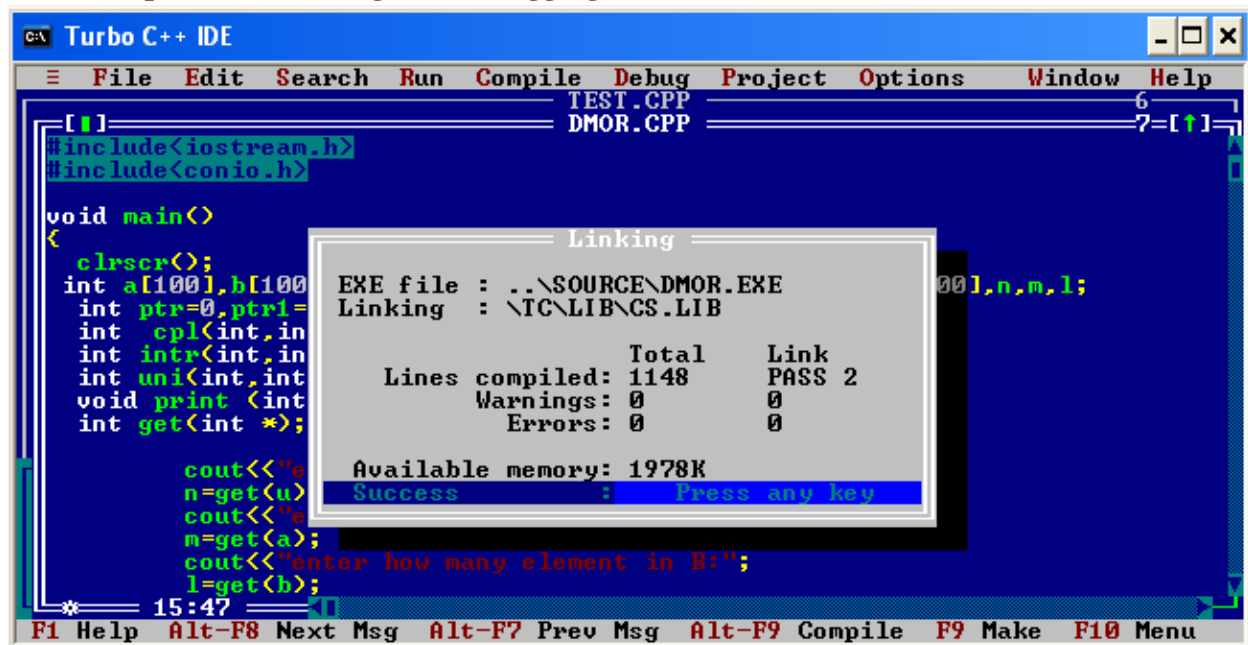 Turbo C++ IDE
≡ File Edit Search Run Compile Debug Project Options Window Help
TEST.CPP 6
[▮] DMOR.CPP 7=[↑]
#include<iostream.h>
#include<conio.h>
void main()
{
clrscr();
int a[100],b[100 00],n,m,l;
int ptr=0,ptr1=
int cpl(int,in
int intr(int,in
int uni(int,int
void print (int
int get(int *);
cout<<"e
n=get(u)
cout<<"e
m=get(a);
cout<<"enter how many element in B:";
l=get(b);
Linking
EXE file : ..\SOURCE\DMOR.EXE
Linking : \TC\LIB\CS.LIB
Total Link
Lines compiled: 1148 PASS 2
Warnings: 0 0
Errors: 0 0
Available memory: 1978K
Success : Press any key
15:47
F1 Help Alt-F8 Next Msg Alt-F7 Prev Msg Alt-F9 Compile F9 Make F10 Menu